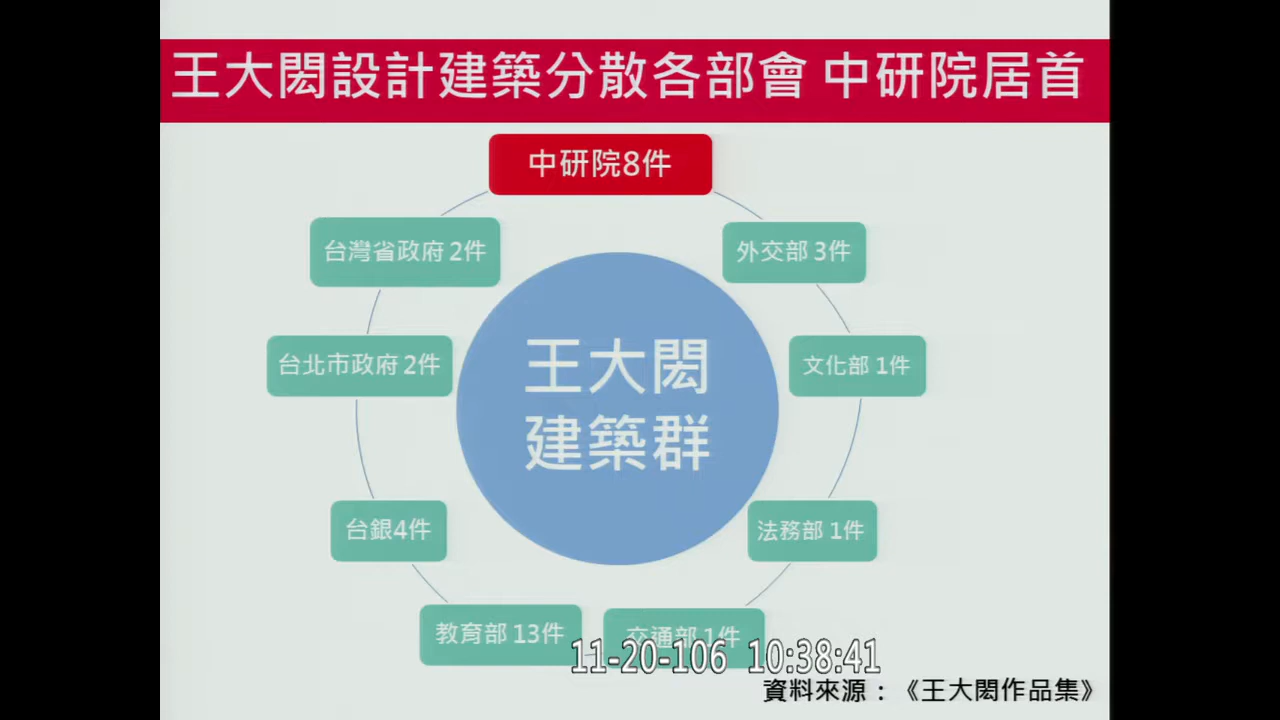 王大閎設計建築分散各部會 中研院居首
中研院8件
台灣省政府 2件
外交部 3件
台北市政府 2件
文化部 1件
王大閎
建築群
台銀4件
法務部 1件
教育部 13件
交通部 1件
11-20-106 10:38:41
資料來源：《王大閎作品集》